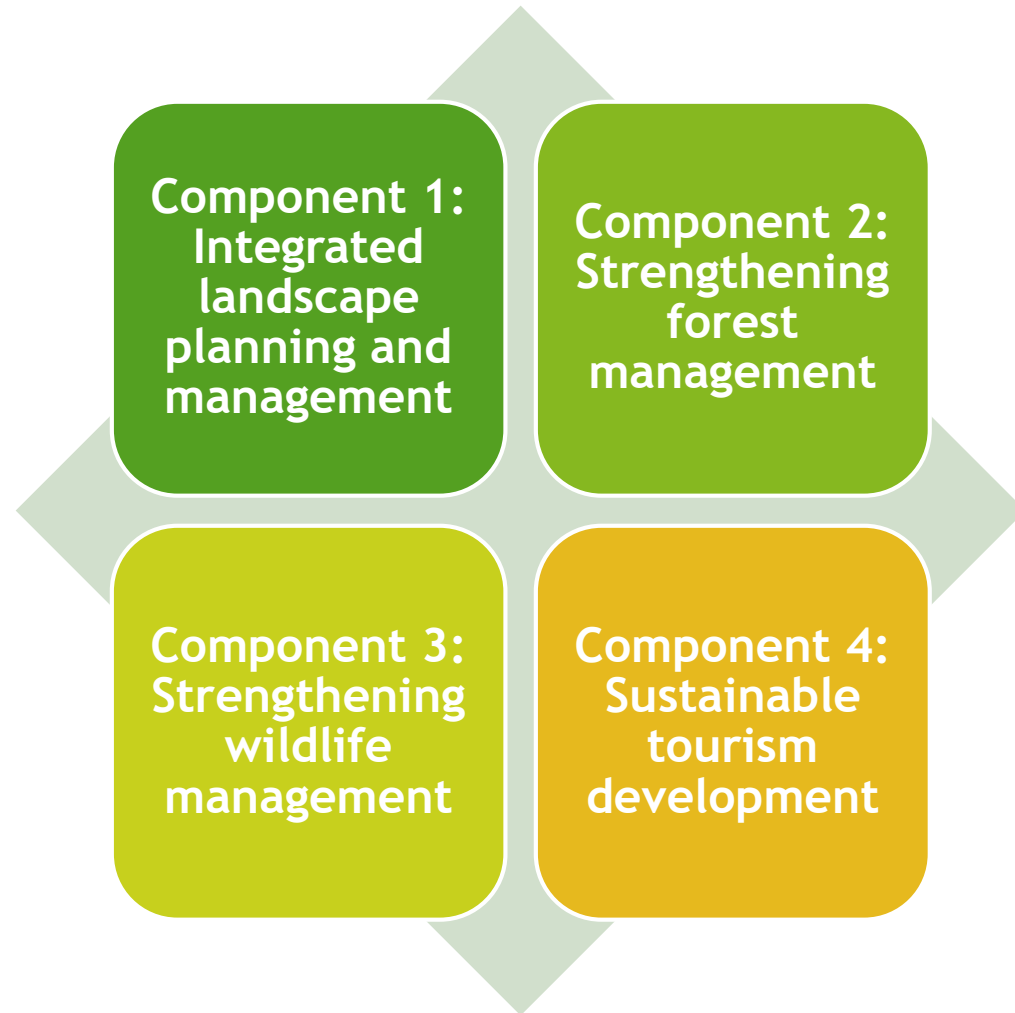 Component 1:
Integrated
landscape
planning and
management
Component 2:
Strengthening
forest
management
Component 3:
Strengthening
wildlife
management
Component 4:
Sustainable
tourism
development